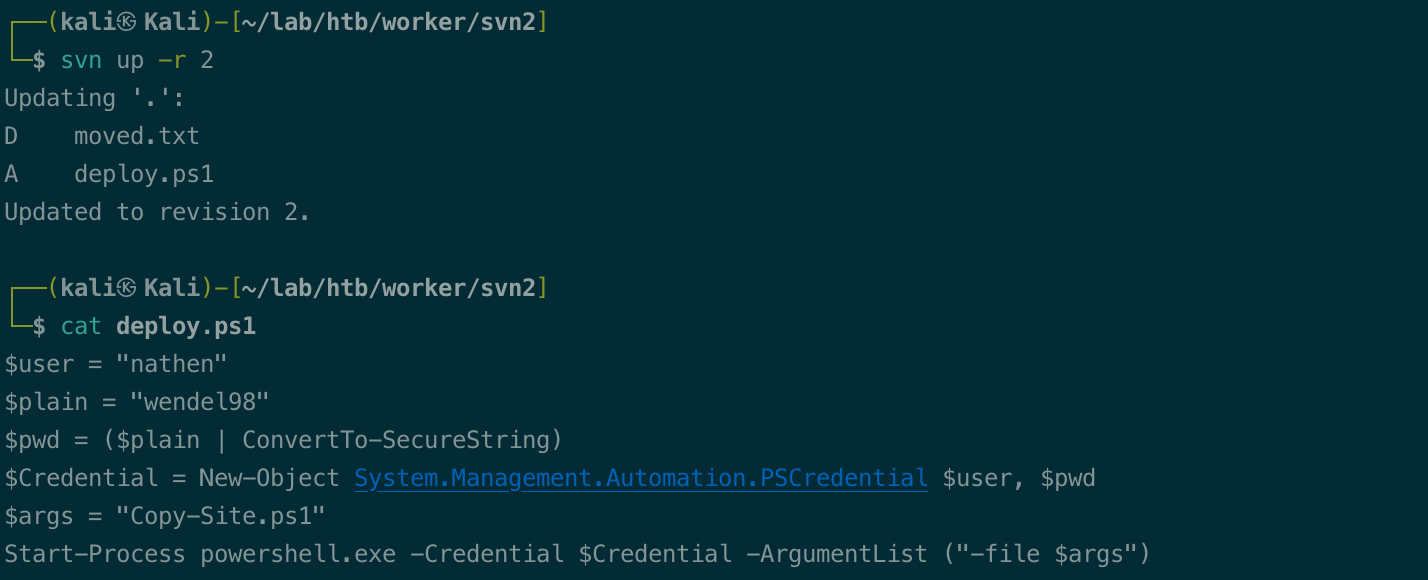 ┌──(kali㉿Kali)-[~/lab/htb/worker/svn2]
└─$ svn up -r 2
Updating '.':
D    moved.txt
A    deploy.ps1
Updated to revision 2.
┌──(kali㉿Kali)-[~/lab/htb/worker/svn2]
└─$ cat deploy.ps1
$user = "nathen"
$plain = "wendel98"
$pwd = ($plain | ConvertTo-SecureString)
$Credential = New-Object System.Management.Automation.PSCredential $user, $pwd
$args = "Copy-Site.ps1"
Start-Process powershell.exe -Credential $Credential -ArgumentList ("-file $args")